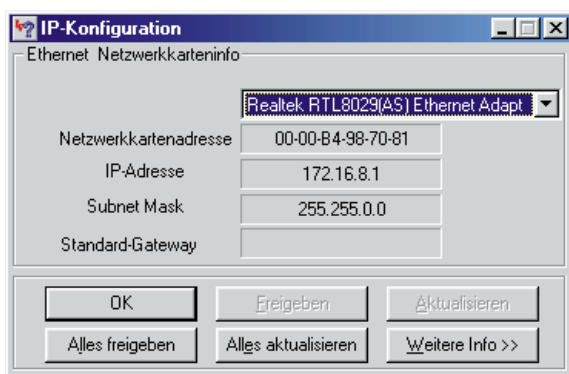 IP-Konfiguration
Ethernet Netzwerkkarteninfo
Realtek RTL8029(AS) Ethernet Adapt
Netzwerkkartenadresse 00-00-B4-98-70-81
IP-Adresse 172.16.8.1
Subnet Mask 255.255.0.0
Standard-Gateway
OK Freigeben Aktualisieren
Alles freigeben Alles aktualisieren Weitere Info >>